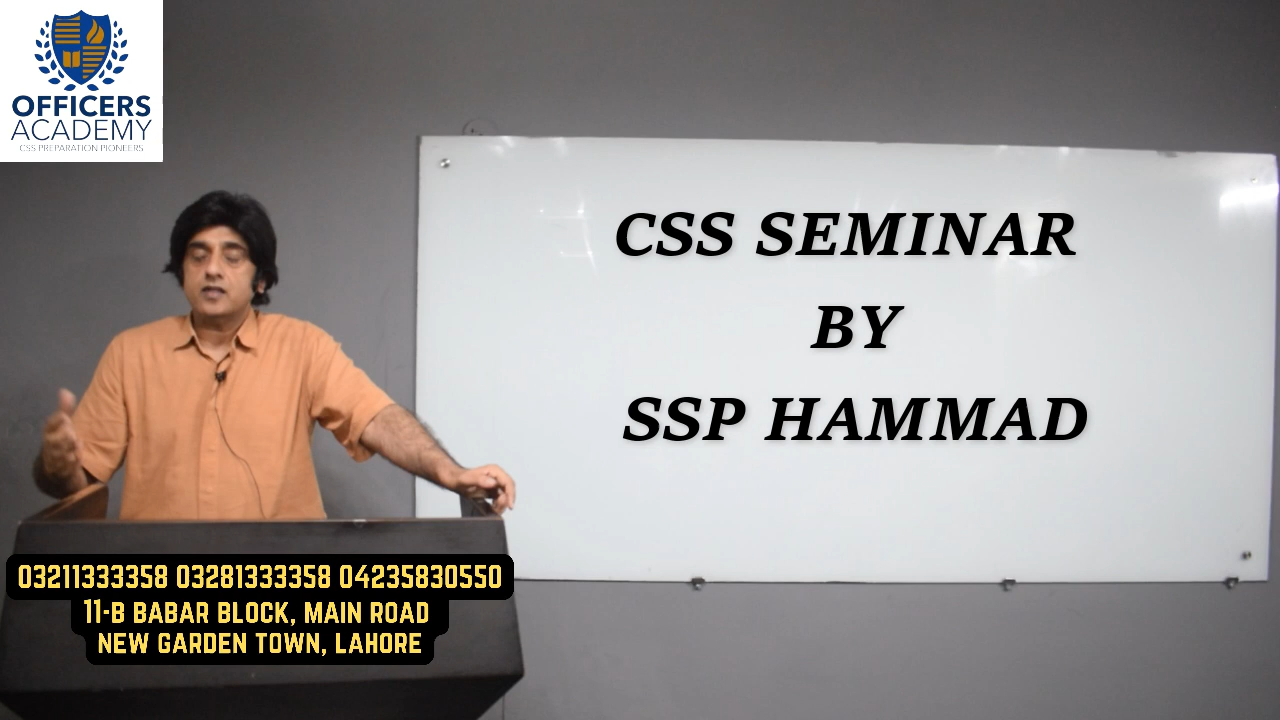 OFFICERS
ACADEMY
CSS PREPARATION PIONEERS
CSS SEMINAR
BY
SSP HAMMAD
03211333358 03281333358 04235830550
11-B BABAR BLOCK, MAIN ROAD
NEW GARDEN TOWN, LAHORE